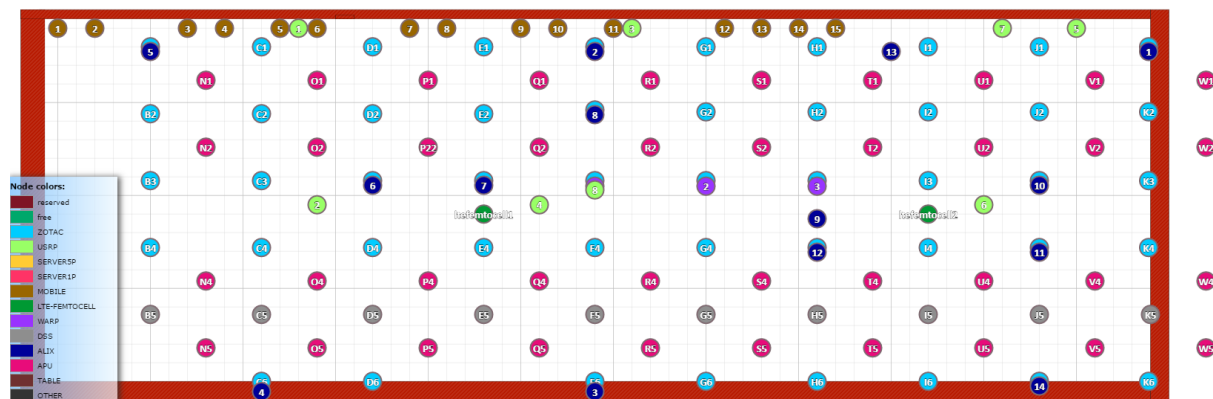 1 2 3 4 5 4 6 7 8 9 10 11 3 12 13 14 15 7 2
5 C1 D1 E1 2 G1 H1 13 I1 J1 1
N1 O1 P1 Q1 R1 S1 T1 U1 V1 W1
B2 C2 D2 E2 8 G2 H2 I2 J2 K2
N2 O2 P22 Q2 R2 S2 T2 U2 V2 W2
B3 C3 6 7 8 2 3 I3 10 K3
2 4 6
hefemtocell1 9 hefemtocell2
B4 C4 D4 E4 F4 G4 12 I4 11 K4
N4 O4 P4 Q4 R4 S4 T4 U4 V4 W4
B5 C5 D5 E5 F5 G5 H5 I5 J5 K5
N5 O5 P5 Q5 R5 S5 T5 U5 V5 W5
4 D6 3 G6 H6 I6 14 K6
Node colors:
reserved
free
ZOTAC
USRP
SERVER5P
SERVER1P
MOBILE
LTE-FEMTOCELL
WARP
DSS
ALIX
APU
TABLE
OTHER